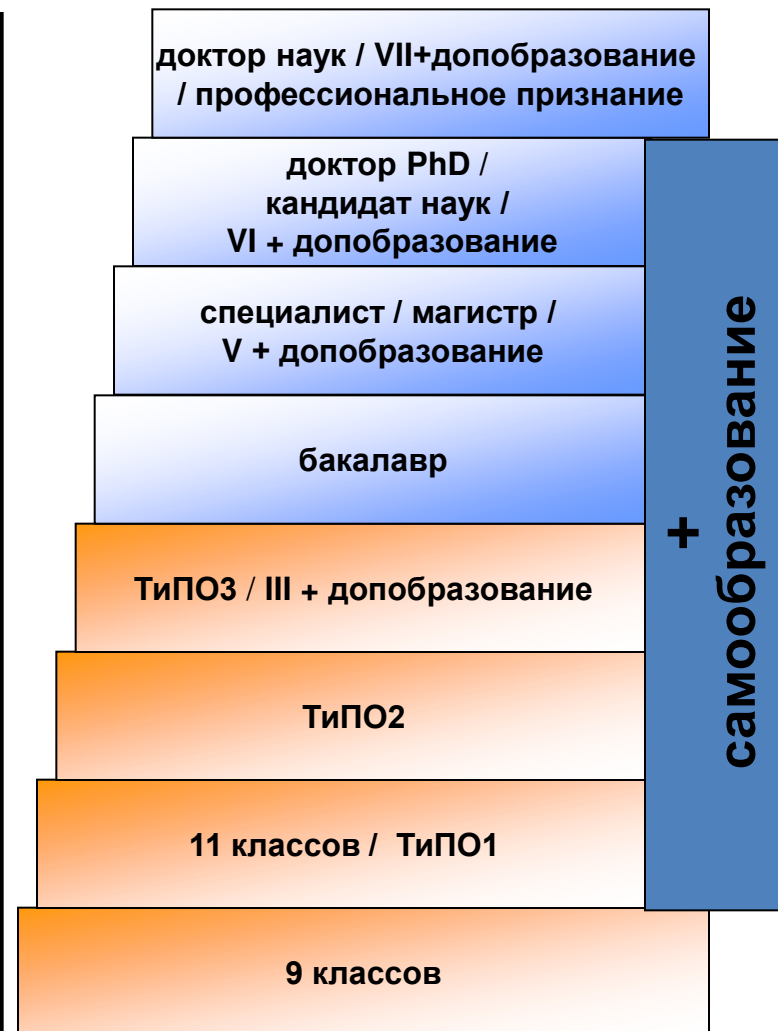 доктор наук / VII+допобразование
/ профессиональное признание
доктор PhD /
кандидат наук /
VI + допобразование
специалист / магистр /
V + допобразование
бакалавр
ТиПО3 / III + допобразование
ТиПО2
11 классов / ТиПО1
9 классов
+
самообразование